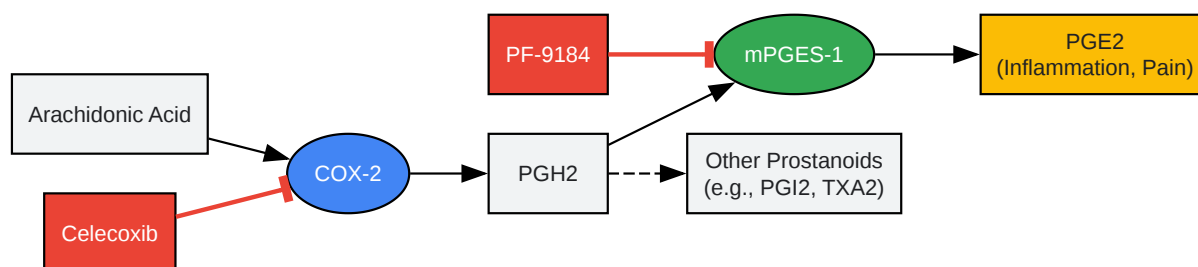 Arachidonic Acid
Celecoxib
COX-2
PF-9184
PGH2
mPGES-1
Other Prostanoids
(e.g., PGI2, TXA2)
PGE2
(Inflammation, Pain)